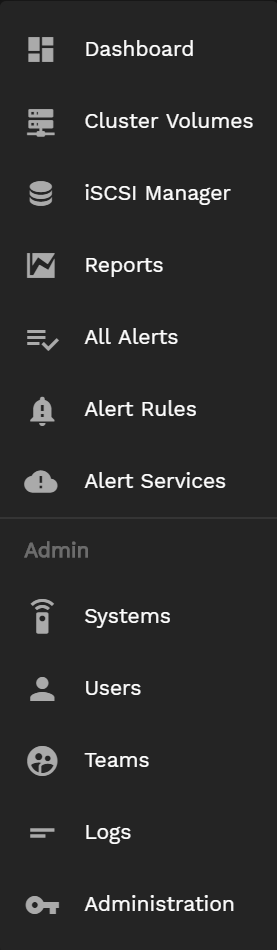 Dashboard
Cluster Volumes
iSCSI Manager
Reports
All Alerts
Alert Rules
Alert Services
Admin
Systems
Users
Teams
Logs
Administration